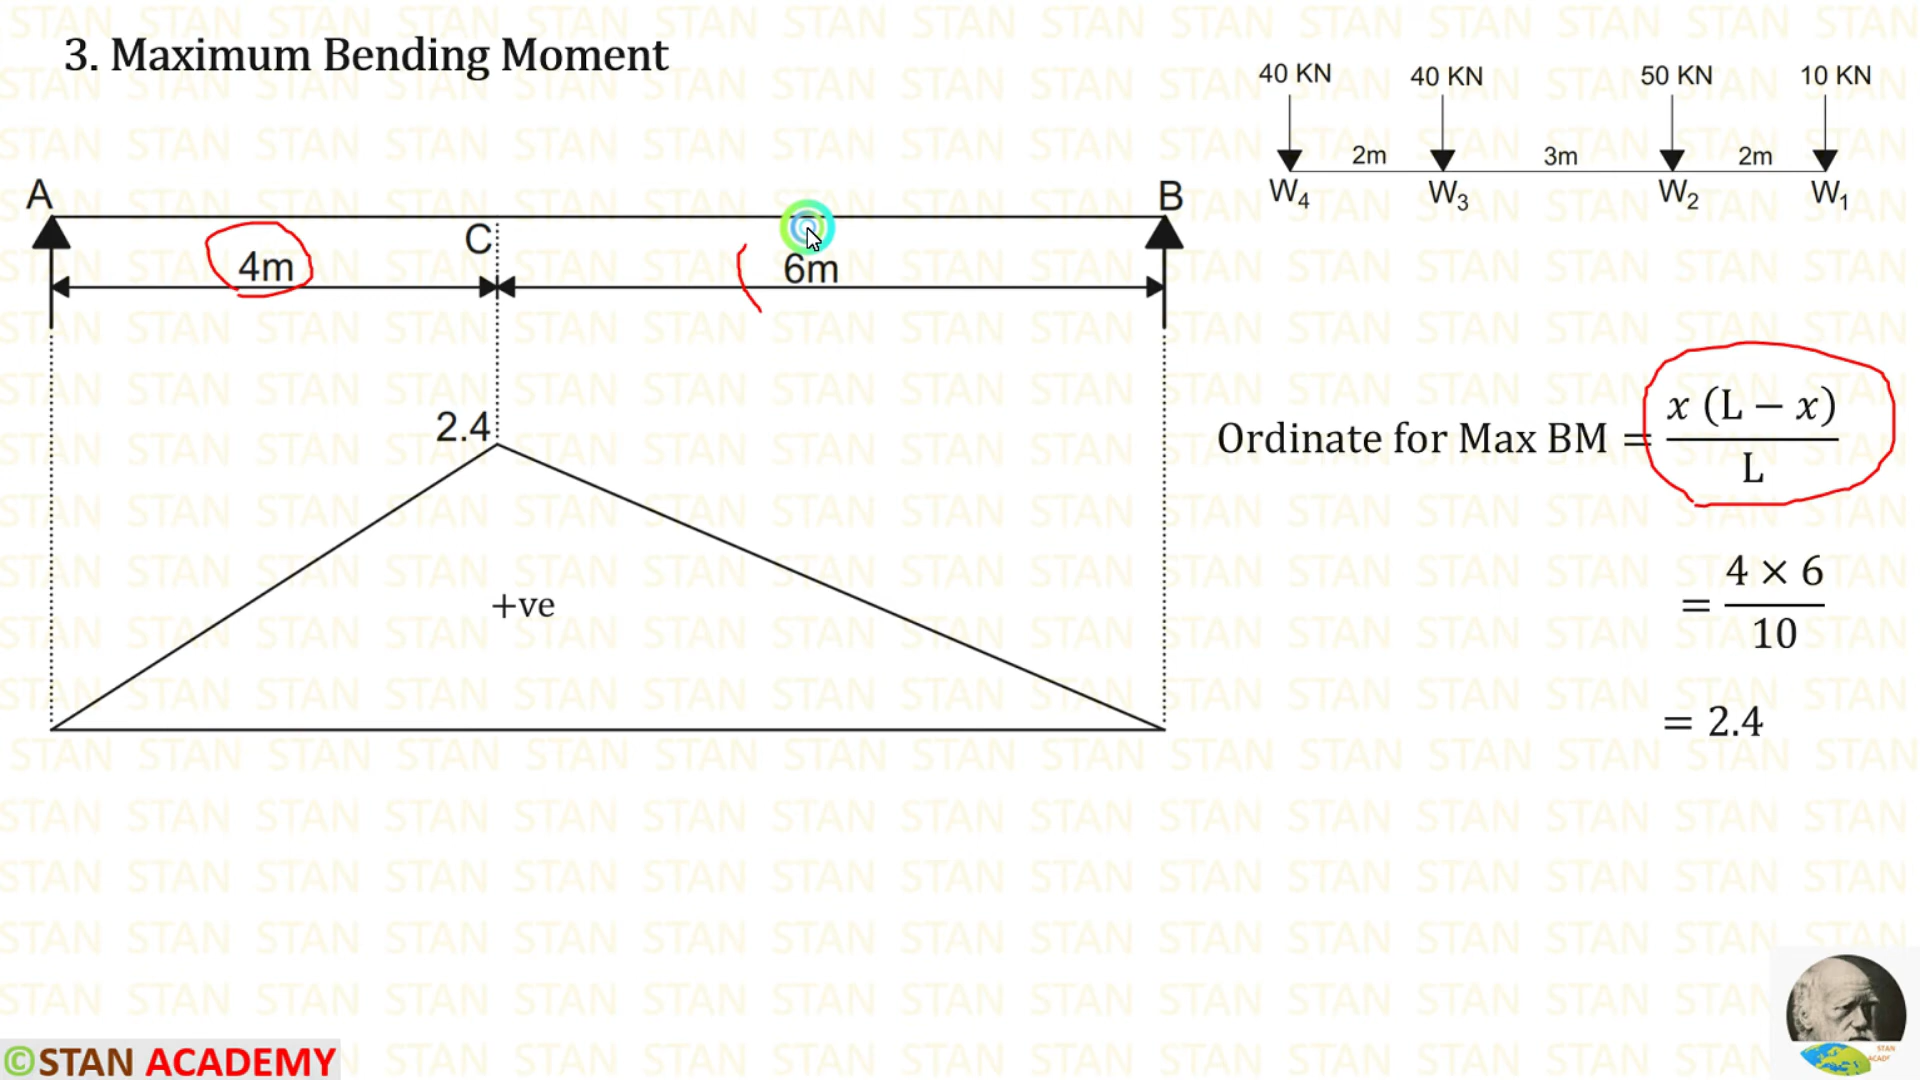 3. Maximum Bending Moment
40 KN 40 KN 50 KN 10 KN
2m 3m 2m
W4 W3 W2 W1
A B
C
4m 6m
2.4
Ordinate for Max BM = x (L − x)
L
= 4 × 6
10
+ve
= 2.4
©STAN ACADEMY